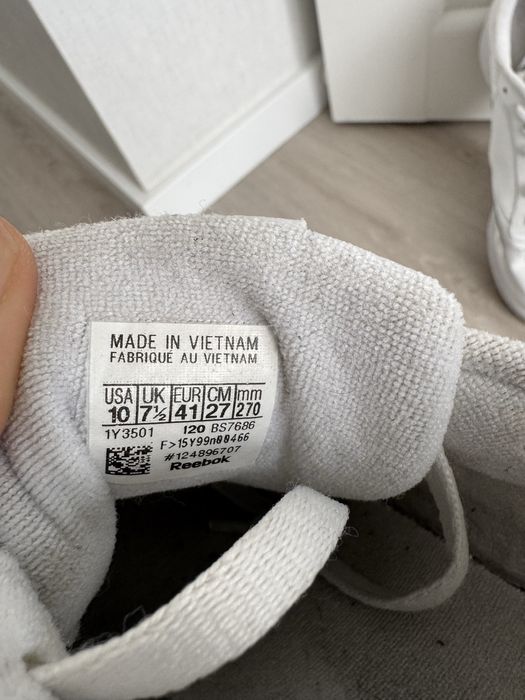 MADE IN VIETNAM
FABRIQUÉ AU VIETNAM
USA UK EUR CM mm
10 7½ 41 27 270
1Y3501 I20 BS7686
F>15Y99n00466
#124896707
Reebok